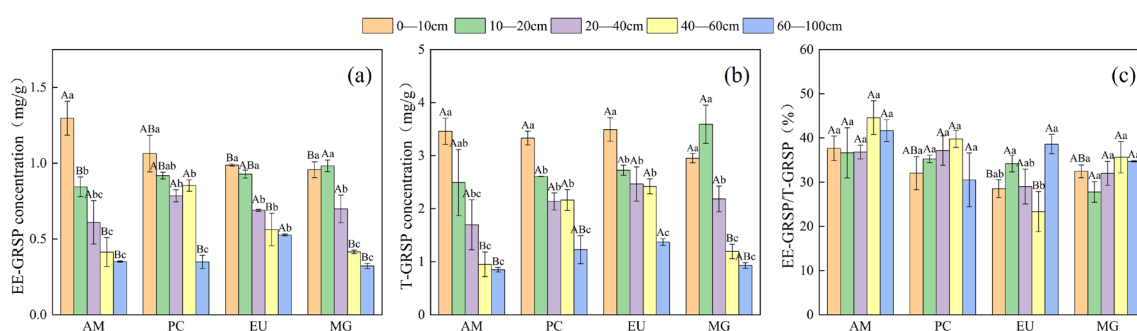 0—10cm 10—20cm 20—40cm 40—60cm 60—100cm
(a)
EE-GRSP concentration（mg/g）
1.5
1.0
0.5
0.0
Aa Bb Abc Bc Bc
ABa ABab Ab Ab Bc
Ba ABa Ab Bb Ab
Ba Aa Ab Bc Bc
AM PC EU MG
(b)
T-GRSP concentration（mg/g）
5
4
3
2
1
0
Aa Aab Abc Bc Bc
Aa Ab Ab Ab Bc
Aa Ab Ab Ab Ac
Aa Aa Ab Bc ABc
AM PC EU MG
(c)
EE-GRSP/T-GRSP（%）
60
50
40
30
20
10
0
Aa Aa Aa Aa Aa
ABa Aa Aa Aa Aa
Bab Aa Aab Bb Aa
ABa Aa Aa Aa Aa
AM PC EU MG